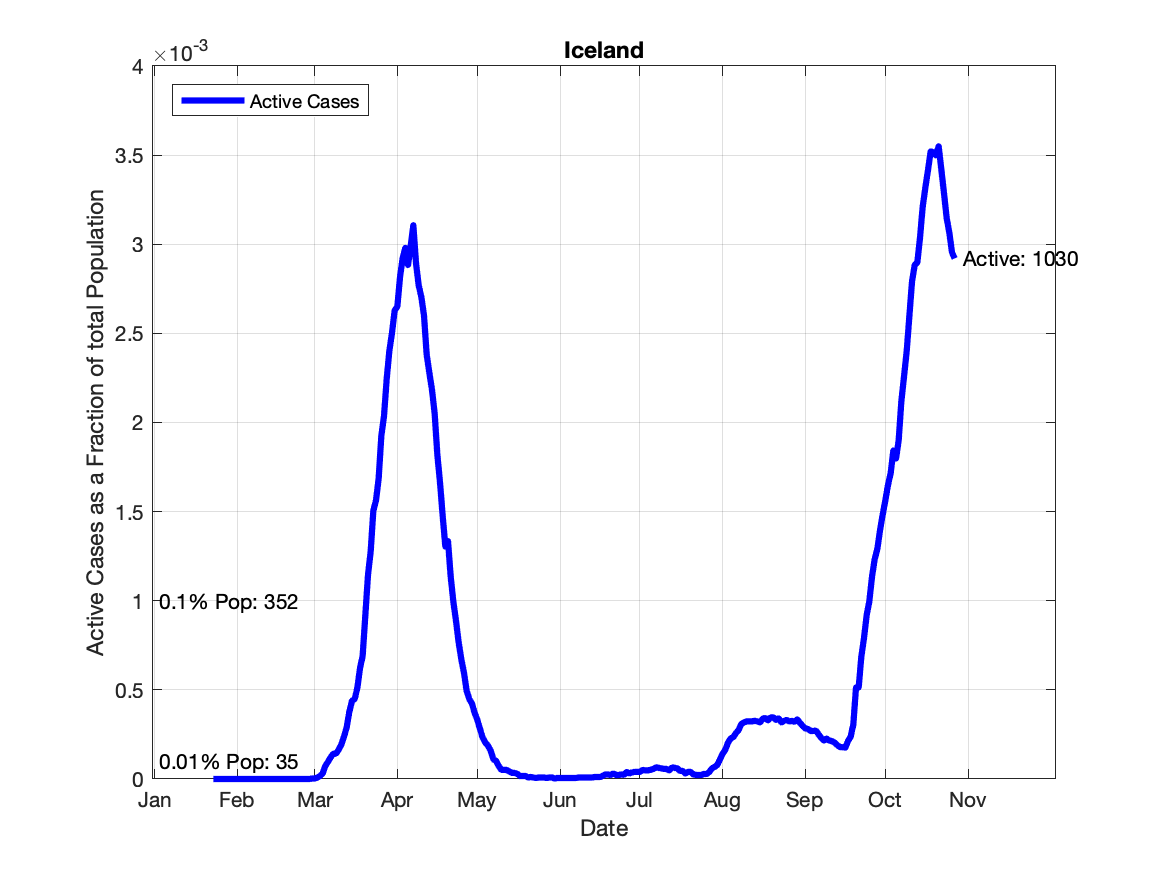 Iceland
×10-3
Active Cases
4
3.5
3
2.5
2
1.5
1
0.5
0
Active Cases as a Fraction of total Population
Active: 1030
0.1% Pop: 352
0.01% Pop: 35
Jan Feb Mar Apr May Jun Jul Aug Sep Oct Nov
Date